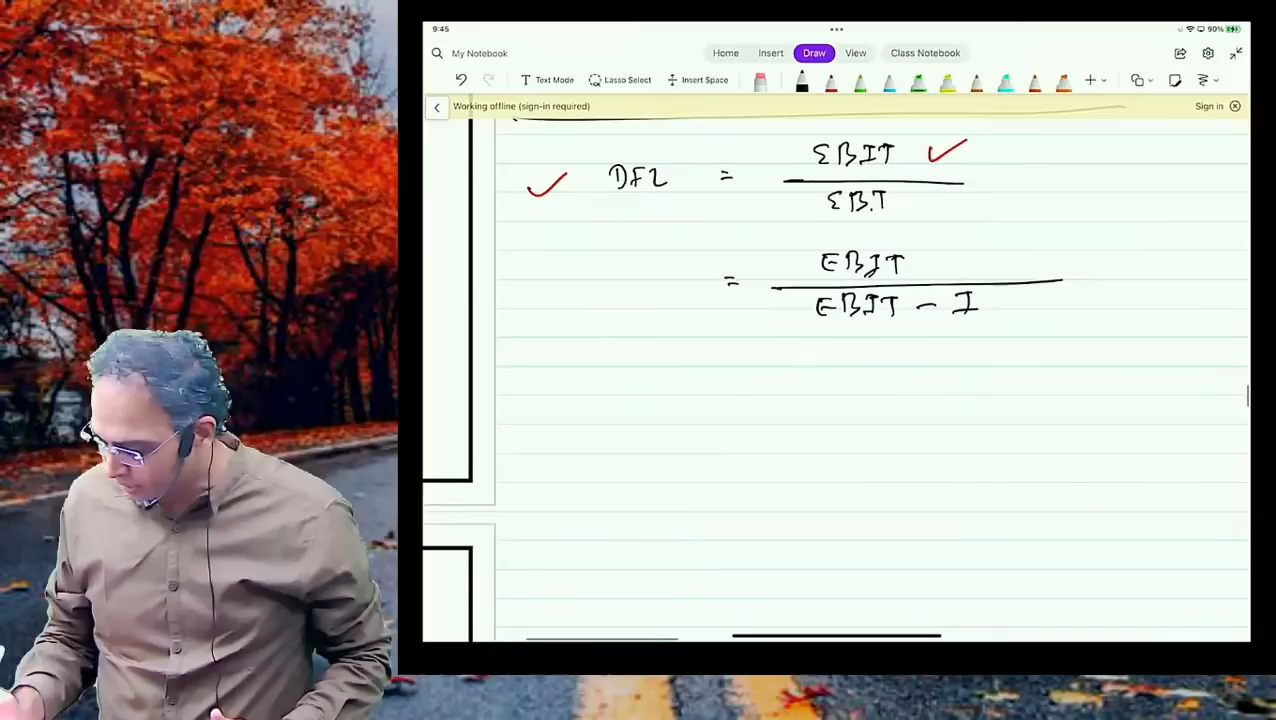 9:45
90%
My Notebook
Home Insert Draw View Class Notebook
Text Mode Lasso Select Insert Space
Working offline (sign-in required) Sign in
DFL = EBIT
EBT
= EBIT
EBIT - I